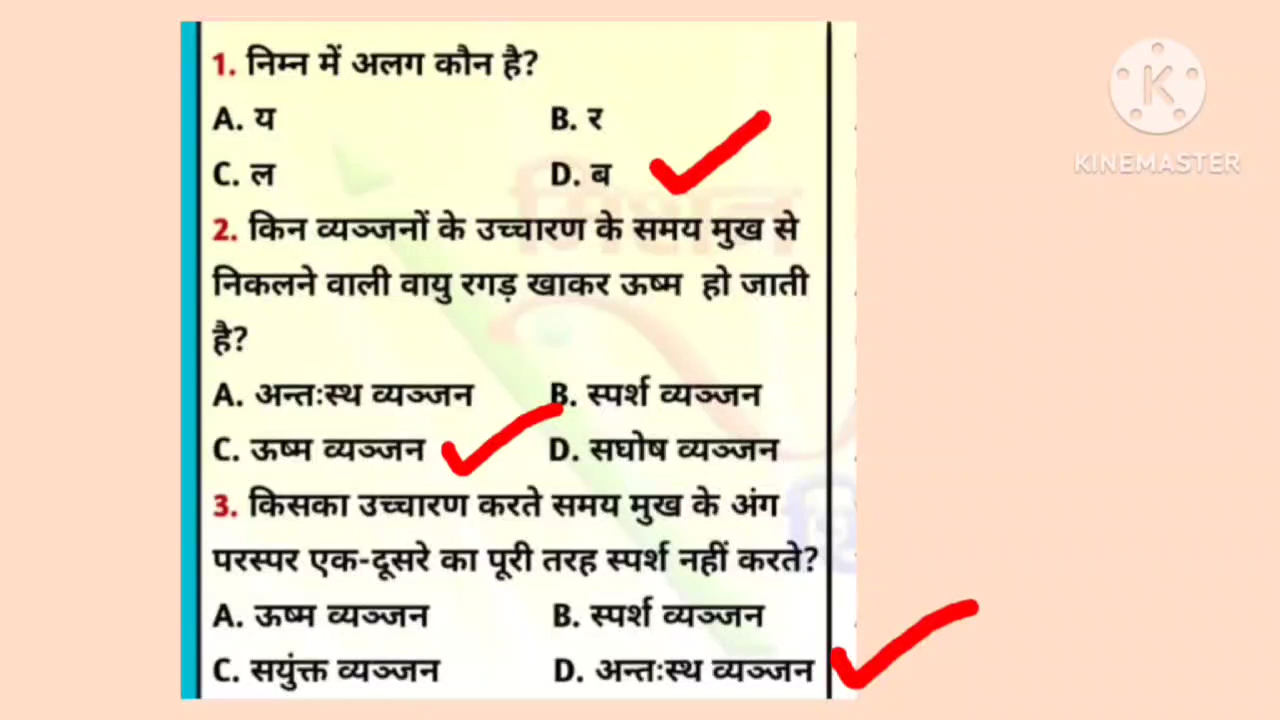 1. निम्न में अलग कौन है?
A. य B. र
C. ल D. ब
2. किन व्यञ्जनों के उच्चारण के समय मुख से
निकलने वाली वायु रगड़ खाकर ऊष्म हो जाती
है?
A. अन्तःस्थ व्यञ्जन B. स्पर्श व्यञ्जन
C. ऊष्म व्यञ्जन D. सघोष व्यञ्जन
3. किसका उच्चारण करते समय मुख के अंग
परस्पर एक-दूसरे का पूरी तरह स्पर्श नहीं करते?
A. ऊष्म व्यञ्जन B. स्पर्श व्यञ्जन
C. सयुंक्त व्यञ्जन D. अन्तःस्थ व्यञ्जन
K
KINEMASTER